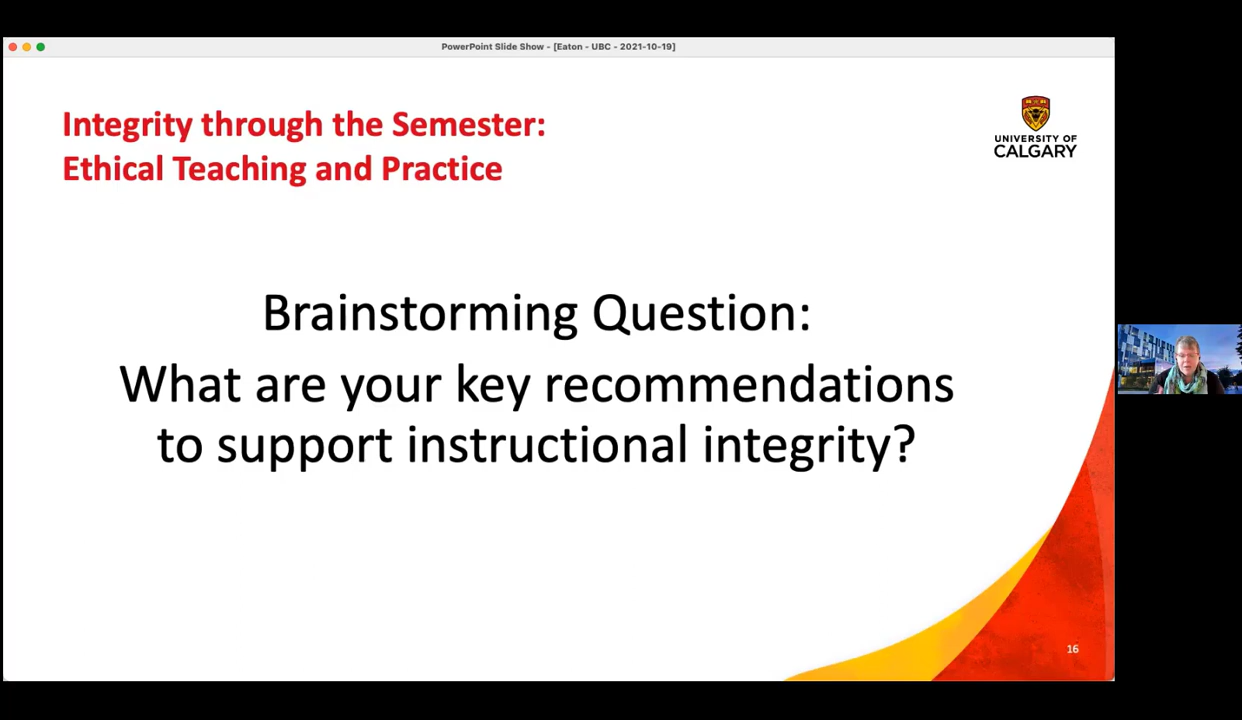 PowerPoint Slide Show - [Eaton - UBC - 2021-10-19]
Integrity through the Semester:
Ethical Teaching and Practice
UNIVERSITY OF
CALGARY
Brainstorming Question:
What are your key recommendations
to support instructional integrity?
16